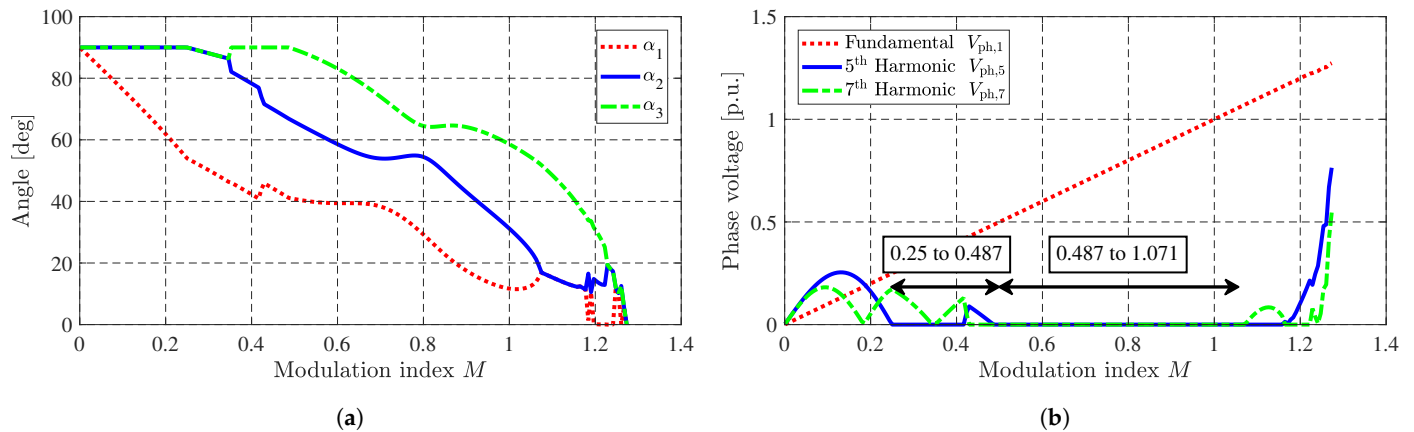 100
80
60
40
20
0
Angle [deg]
0 0.2 0.4 0.6 0.8 1 1.2 1.4
Modulation index M
α1
α2
α3
(a)
1.5
1
0.5
0
Phase voltage [p.u.]
0 0.2 0.4 0.6 0.8 1 1.2 1.4
Modulation index M
Fundamental Vph,1
5th Harmonic Vph,5
7th Harmonic Vph,7
0.25 to 0.487
0.487 to 1.071
(b)